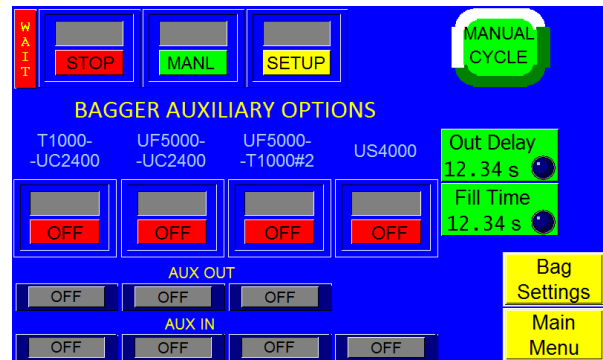 WAIT
STOP
MANL
SETUP
MANUAL
CYCLE
BAGGER AUXILIARY OPTIONS
T1000-
-UC2400
UF5000-
-UC2400
UF5000-
-T1000#2
US4000
Out Delay
12.34 s
Fill Time
12.34 s
OFF OFF OFF OFF
AUX OUT
OFF OFF OFF
AUX IN
OFF OFF OFF OFF
Bag
Settings
Main
Menu